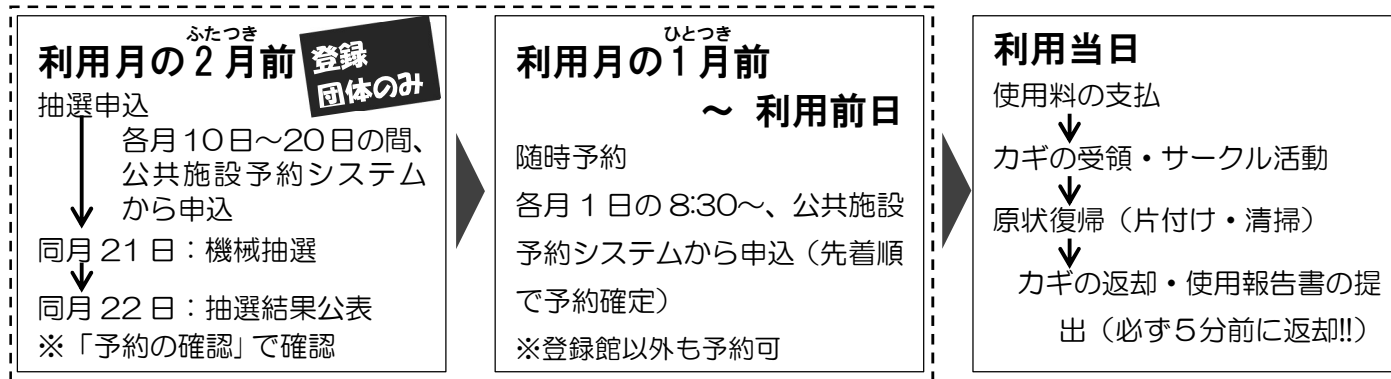 ふたつき
利用月の2月前
登録
団体のみ
抽選申込
各月10日～20日の間、
公共施設予約システム
から申込
同月21日：機械抽選
同月22日：抽選結果公表
※「予約の確認」で確認
ひとつき
利用月の1月前
～ 利用前日
随時予約
各月1日の8:30～、公共施設
予約システムから申込（先着順
で予約確定）
※登録館以外も予約可
利用当日
使用料の支払
カギの受領・サークル活動
原状復帰（片付け・清掃）
カギの返却・使用報告書の提
出（必ず5分前に返却!!）